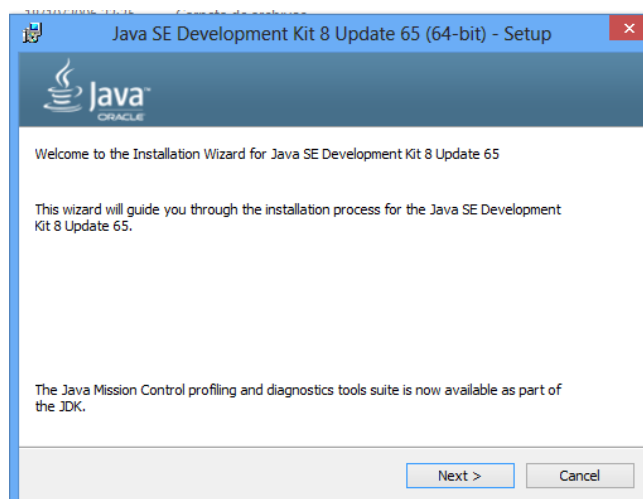 Java SE Development Kit 8 Update 65 (64-bit) - Setup
Java™
ORACLE
Welcome to the Installation Wizard for Java SE Development Kit 8 Update 65
This wizard will guide you through the installation process for the Java SE Development
Kit 8 Update 65.
The Java Mission Control profiling and diagnostics tools suite is now available as part of
the JDK.
Next >
Cancel